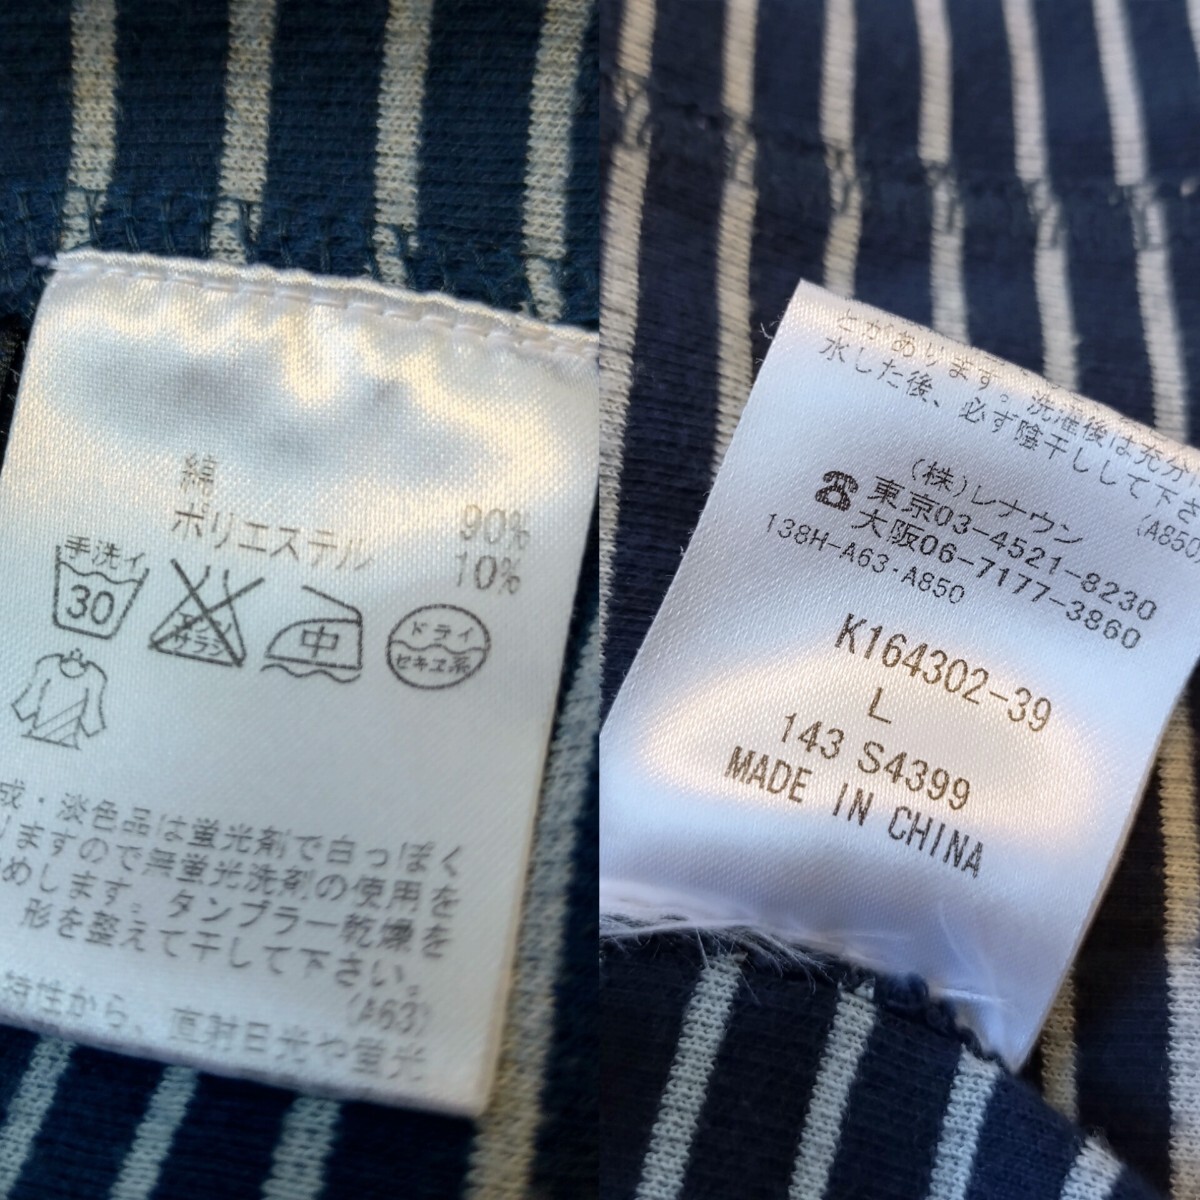 綿 90%
ポリエステル 10%
手洗イ
30
エンソ
サラシ
中
ドライ
セキユ系
成・淡色品は蛍光剤で白っぽく
りますので無蛍光洗剤の使用を
めします。タンブラー乾燥を
形を整えて干して下さい。
(A63)
特性から、直射日光や蛍光
とがあります。洗濯後は充分
水した後、必ず陰干しして下さ
(A850)
(株)レナウン
☎東京03-4521-8230
大阪06-7177-3860
138H-A63·A850
K164302-39
L
143 S4399
MADE IN CHINA